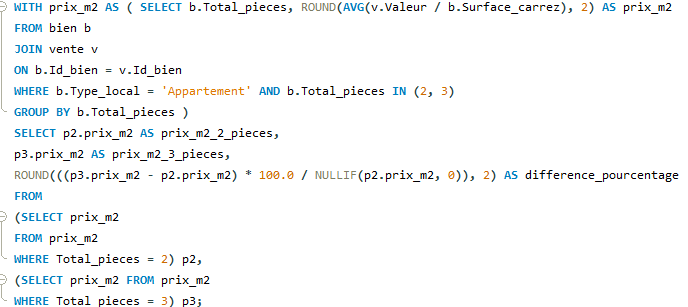 WITH prix_m2 AS ( SELECT b.Total_pieces, ROUND(AVG(v.Valeur / b.Surface_carrez), 2) AS prix_m2
FROM bien b
JOIN vente v
ON b.Id_bien = v.Id_bien
WHERE b.Type_local = 'Appartement' AND b.Total_pieces IN (2, 3)
GROUP BY b.Total_pieces )
SELECT p2.prix_m2 AS prix_m2_2_pieces,
p3.prix_m2 AS prix_m2_3_pieces,
ROUND(((p3.prix_m2 - p2.prix_m2) * 100.0 / NULLIF(p2.prix_m2, 0)), 2) AS difference_pourcentage
FROM
(SELECT prix_m2
FROM prix_m2
WHERE Total_pieces = 2) p2,
(SELECT prix_m2 FROM prix_m2
WHERE Total_pieces = 3) p3;